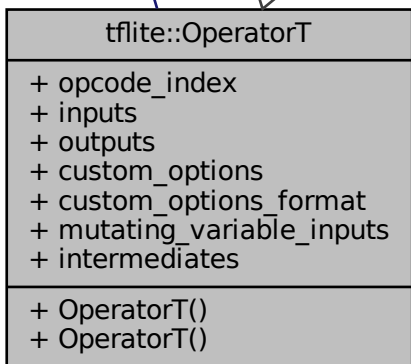 tflite::OperatorT
+ opcode_index
+ inputs
+ outputs
+ custom_options
+ custom_options_format
+ mutating_variable_inputs
+ intermediates
+ OperatorT()
+ OperatorT()